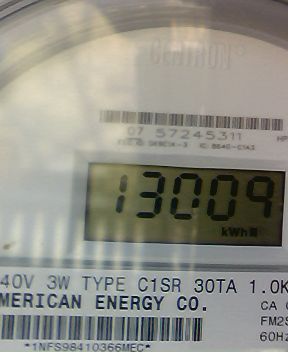 CENTRON®
07 57245311
13009
kWh
40V 3W TYPE C1SR 30TA 1.0K
MERICAN ENERGY CO.
CA
FM2S
60Hz
*1NFS98410366MEC*